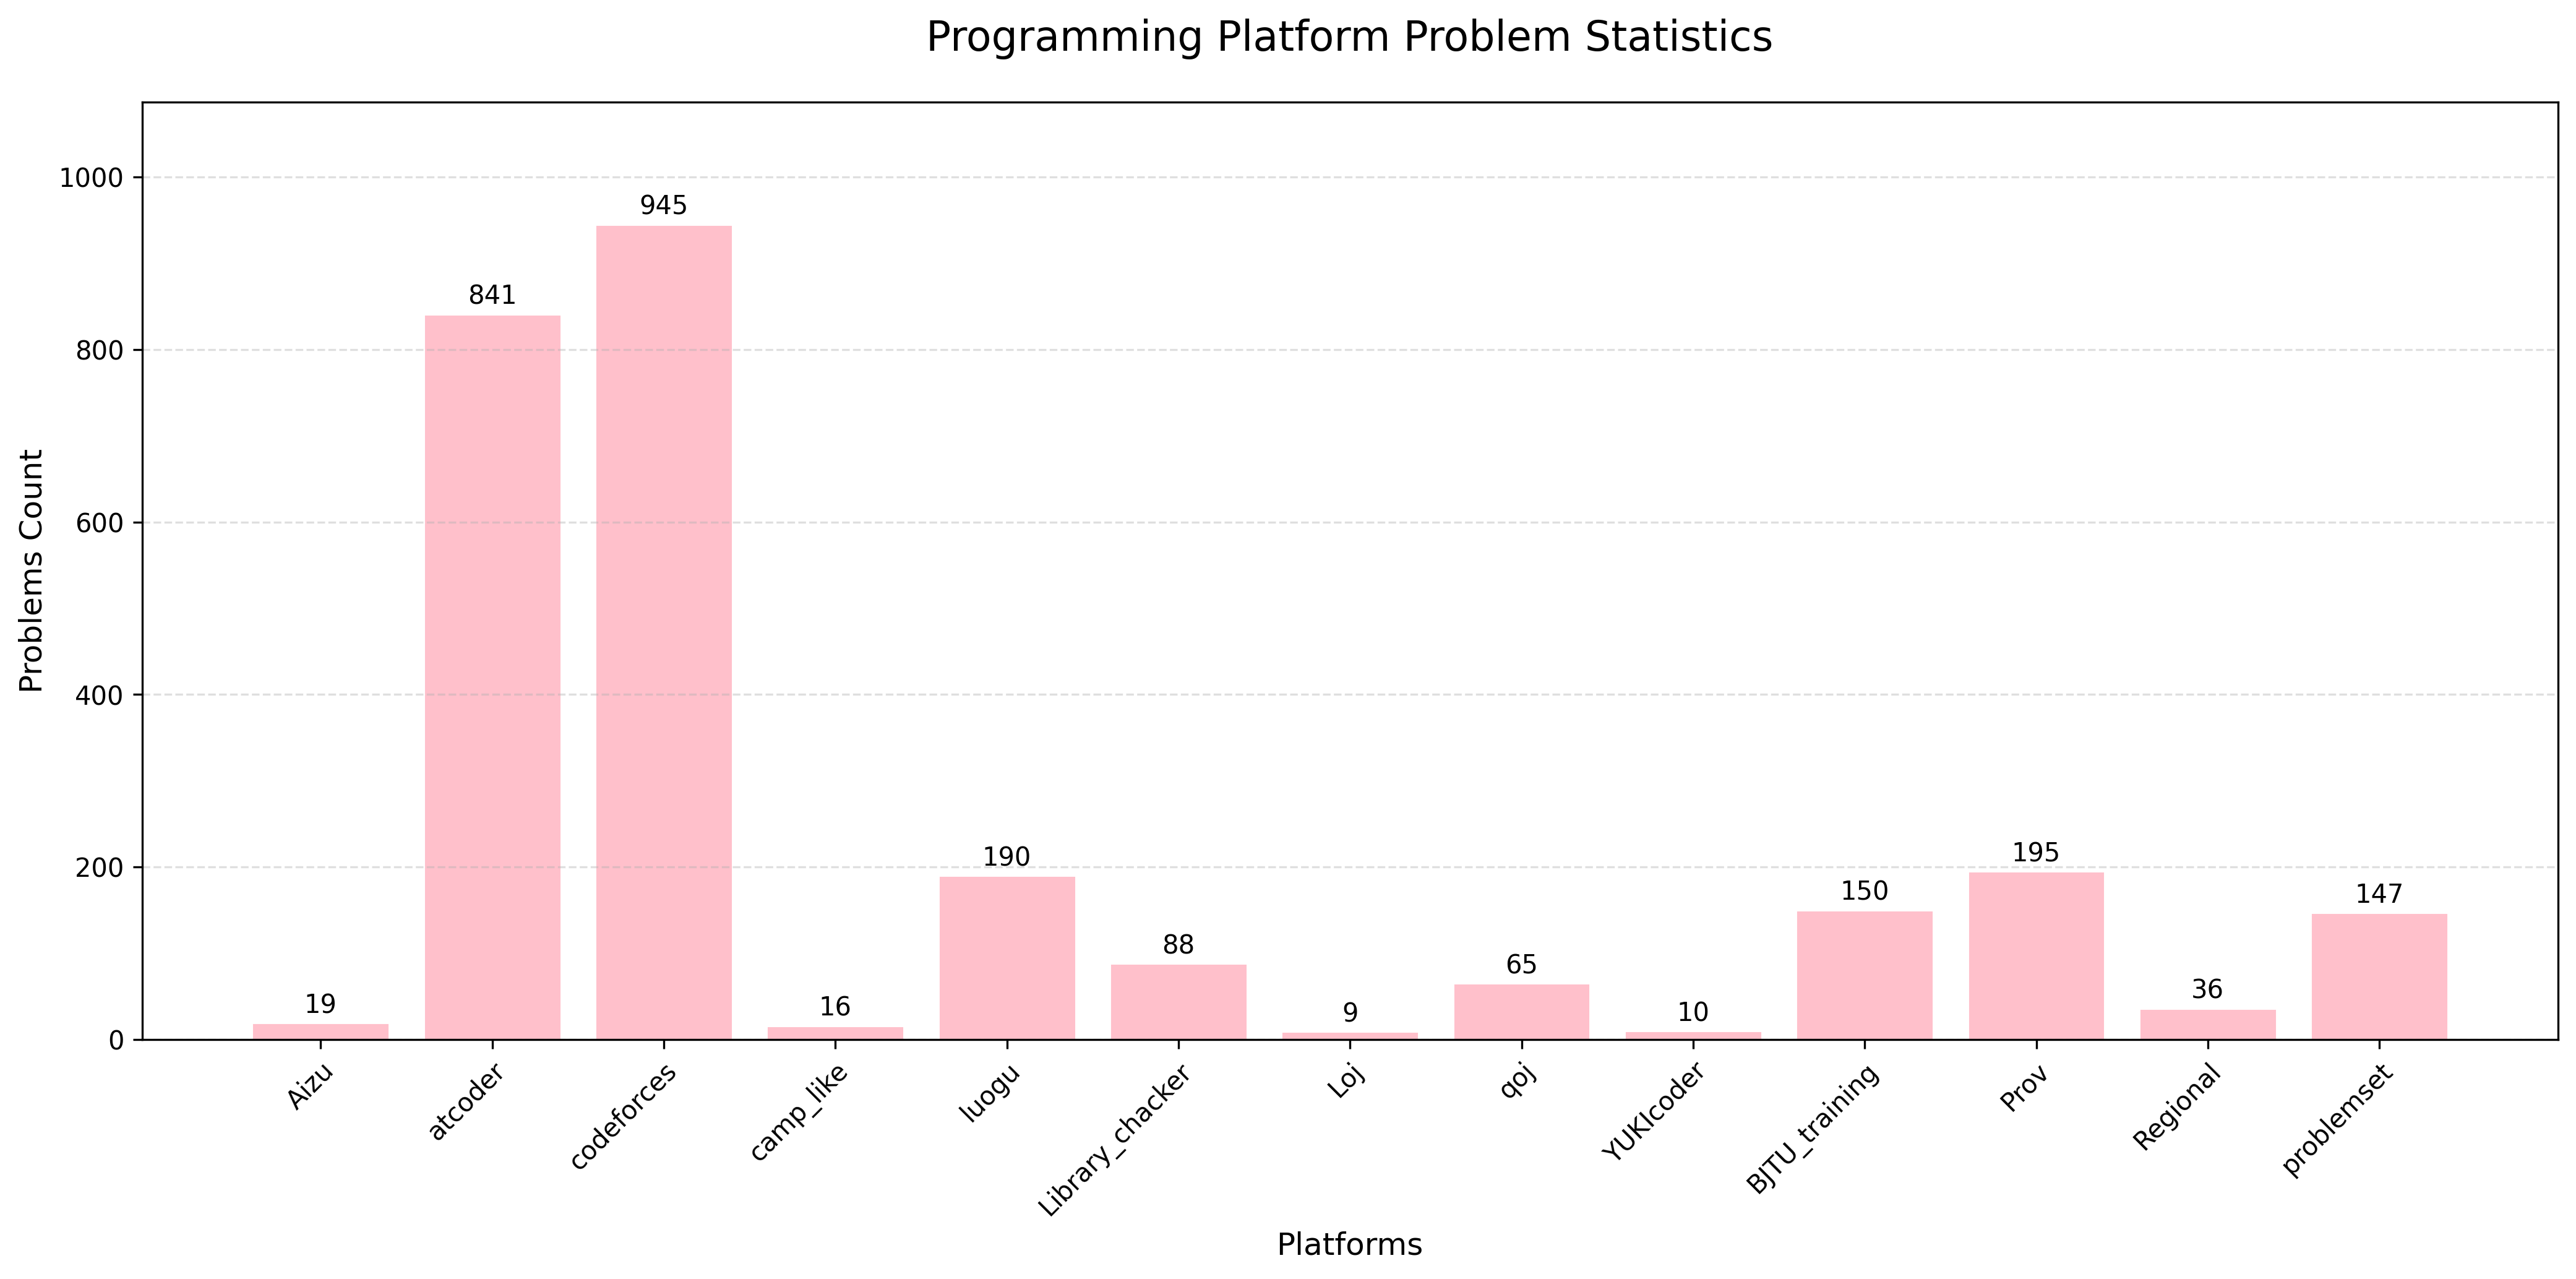 Programming Platform Problem Statistics
Problems Count
1000
800
600
400
200
0
19
841
945
16
190
88
9
65
10
150
195
36
147
Aizu
atcoder
codeforces
camp_like
luogu
Library_chacker
Loj
qoj
YUKIcoder
BJTU_training
Prov
Regional
problemset
Platforms